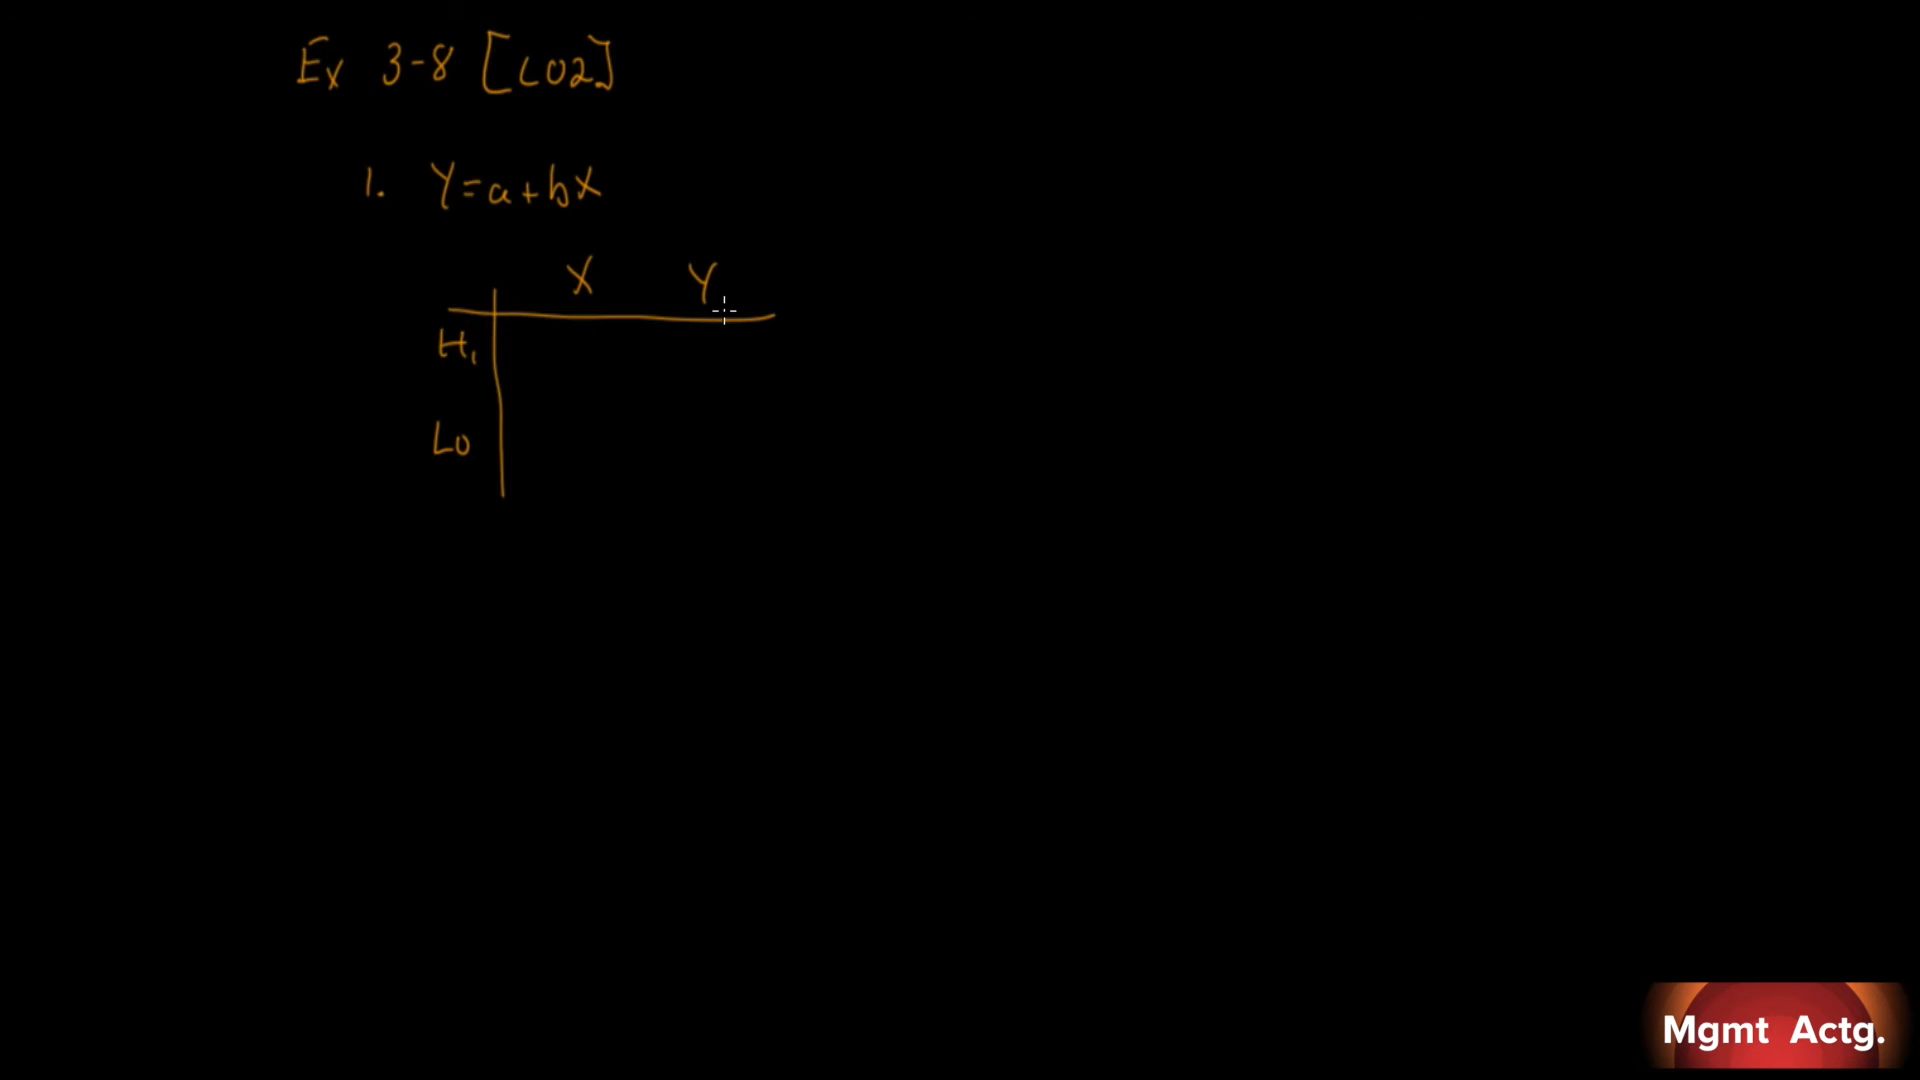 Ex 3-8 [LO2]
1. Y=a+bX
X Y
Hi
Lo
Mgmt Actg.